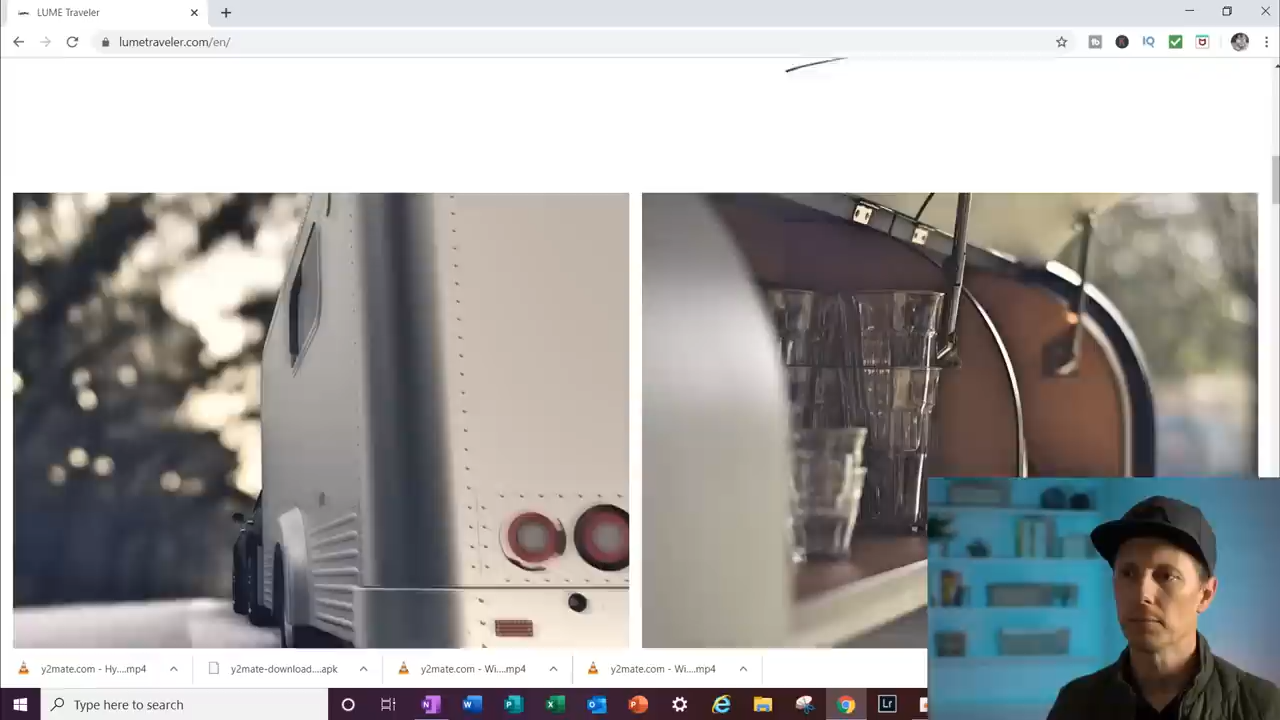 LUME Traveler
lumetraveler.com/en/
y2mate.com - Hy....mp4
y2mate-download....apk
y2mate.com - Wi....mp4
y2mate.com - Wi....mp4
Type here to search
Lr